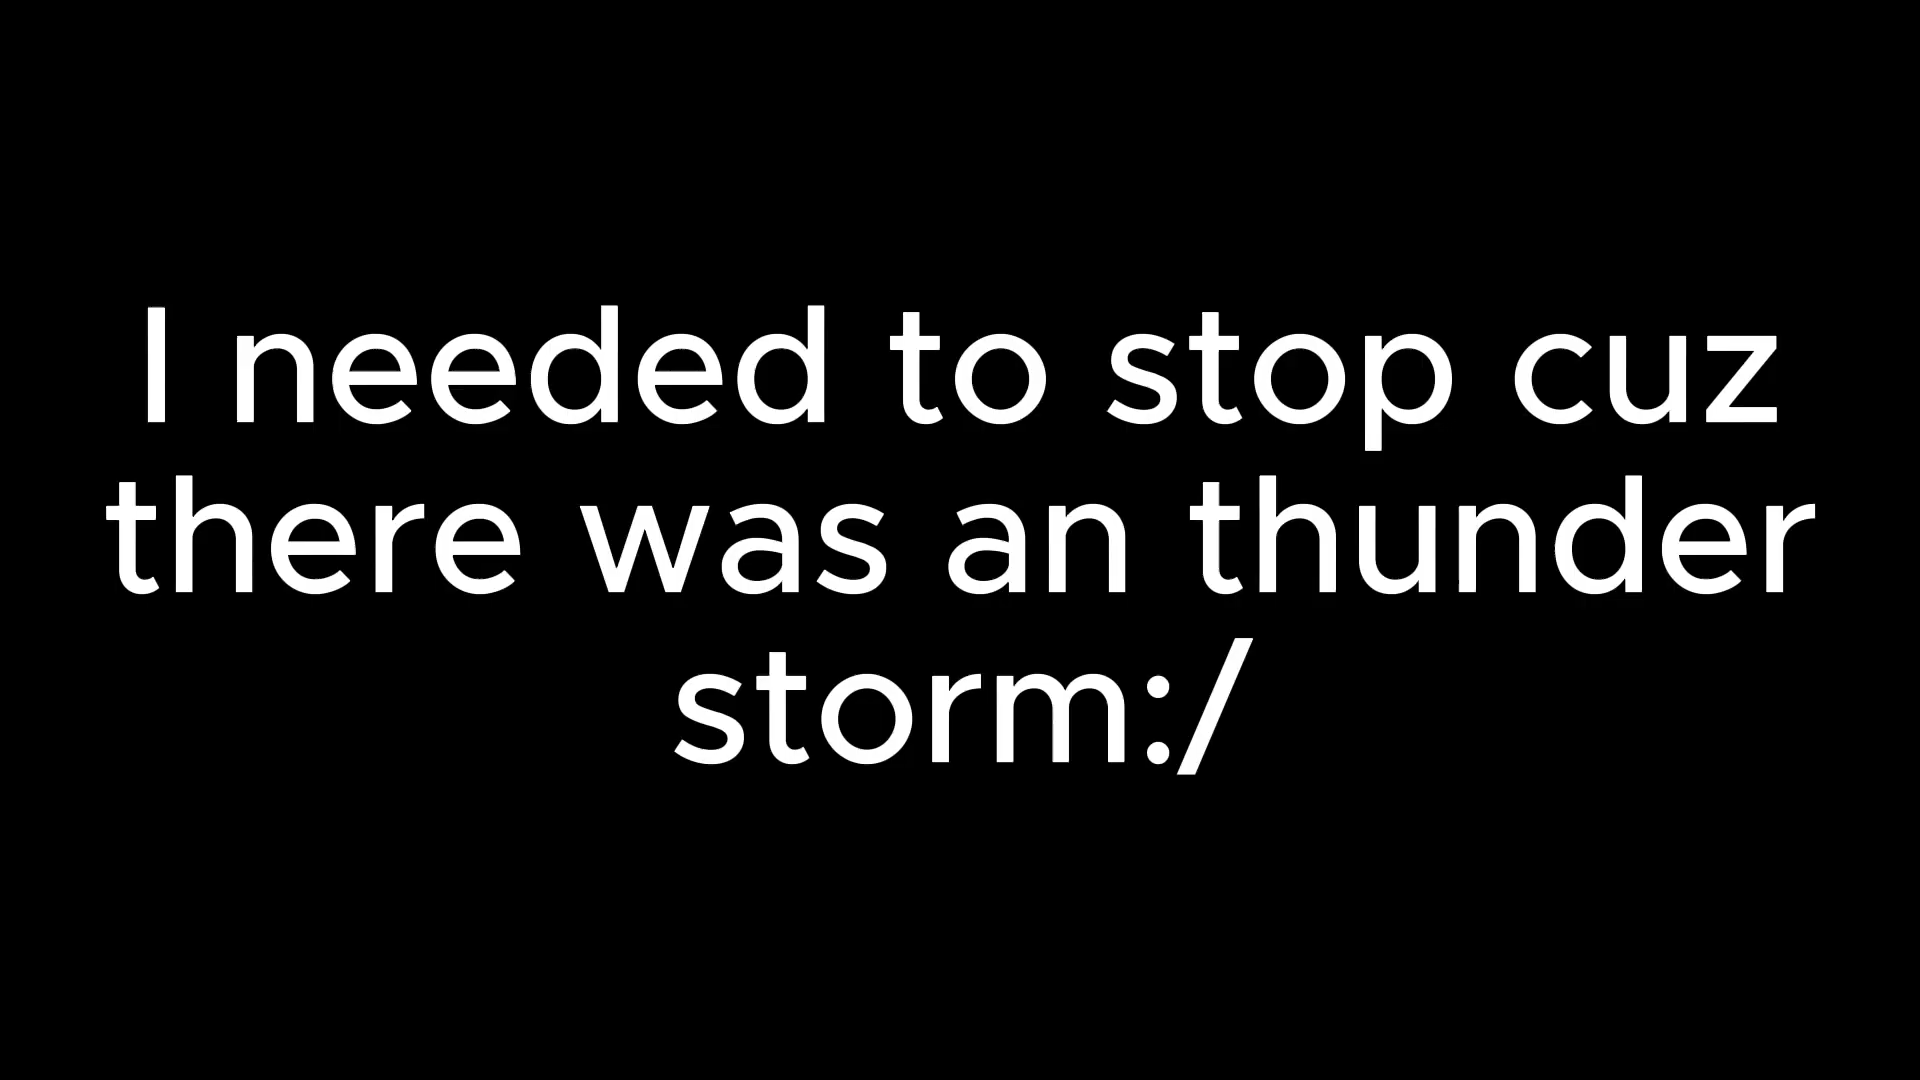 I needed to stop cuz
there was an thunder
storm:/